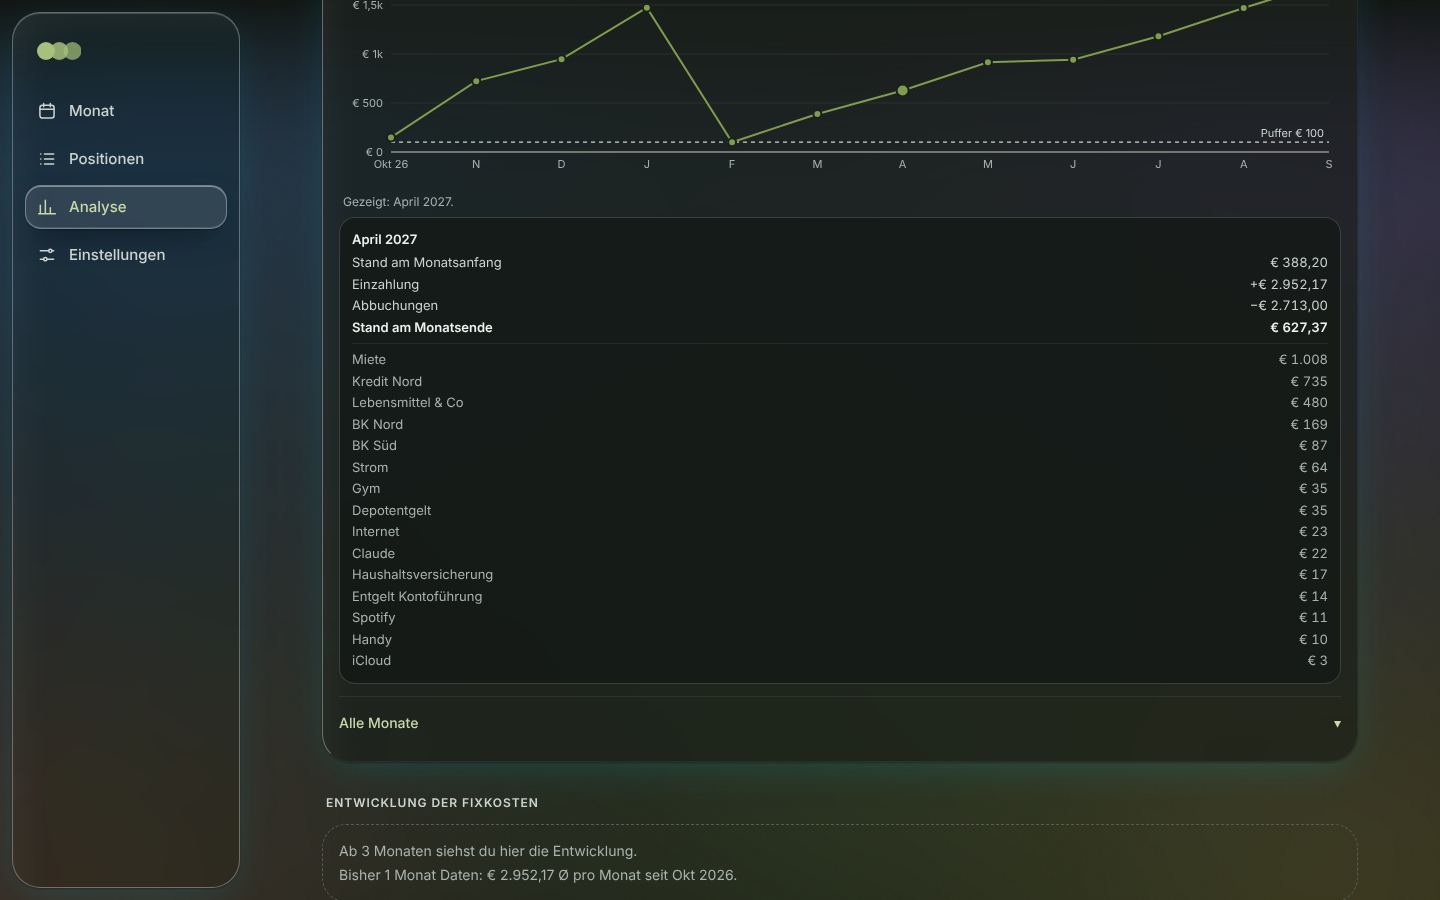 Monat
Positionen
Analyse
Einstellungen
€ 1,5k
€ 1k
€ 500
Puffer € 100
€ 0
Okt 26 N D J F M A M J J A S
Gezeigt: April 2027.
April 2027
Stand am Monatsanfang € 388,20
Einzahlung +€ 2.952,17
Abbuchungen −€ 2.713,00
Stand am Monatsende € 627,37
Miete € 1.008
Kredit Nord € 735
Lebensmittel & Co € 480
BK Nord € 169
BK Süd € 87
Strom € 64
Gym € 35
Depotentgelt € 35
Internet € 23
Claude € 22
Haushaltsversicherung € 17
Entgelt Kontoführung € 14
Spotify € 11
Handy € 10
iCloud € 3
Alle Monate ▼
ENTWICKLUNG DER FIXKOSTEN
Ab 3 Monaten siehst du hier die Entwicklung.
Bisher 1 Monat Daten: € 2.952,17 Ø pro Monat seit Okt 2026.